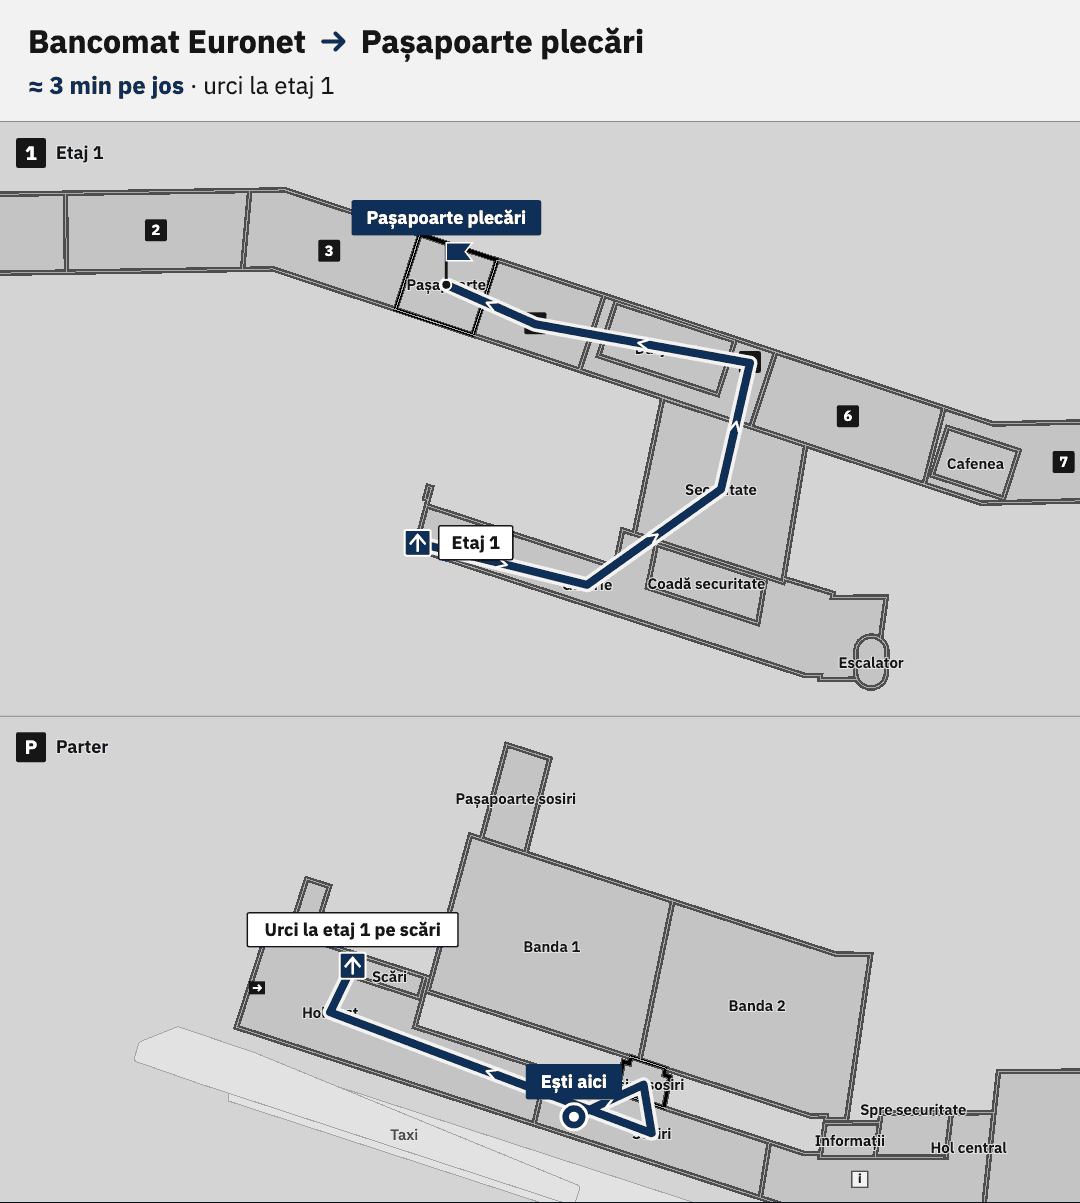 Bancomat Euronet → Pașapoarte plecări
≈ 3 min pe jos · urci la etaj 1
1 Etaj 1
2
3
Pașapoarte plecări
6
Cafenea
7
Etaj 1
Coadă securitate
Escalator
P Parter
Pașapoarte sosiri
Urci la etaj 1 pe scări
Scări
Banda 1
Banda 2
Ești aici
sosiri
Spre securitate
Informații
Hol central
Taxi
i